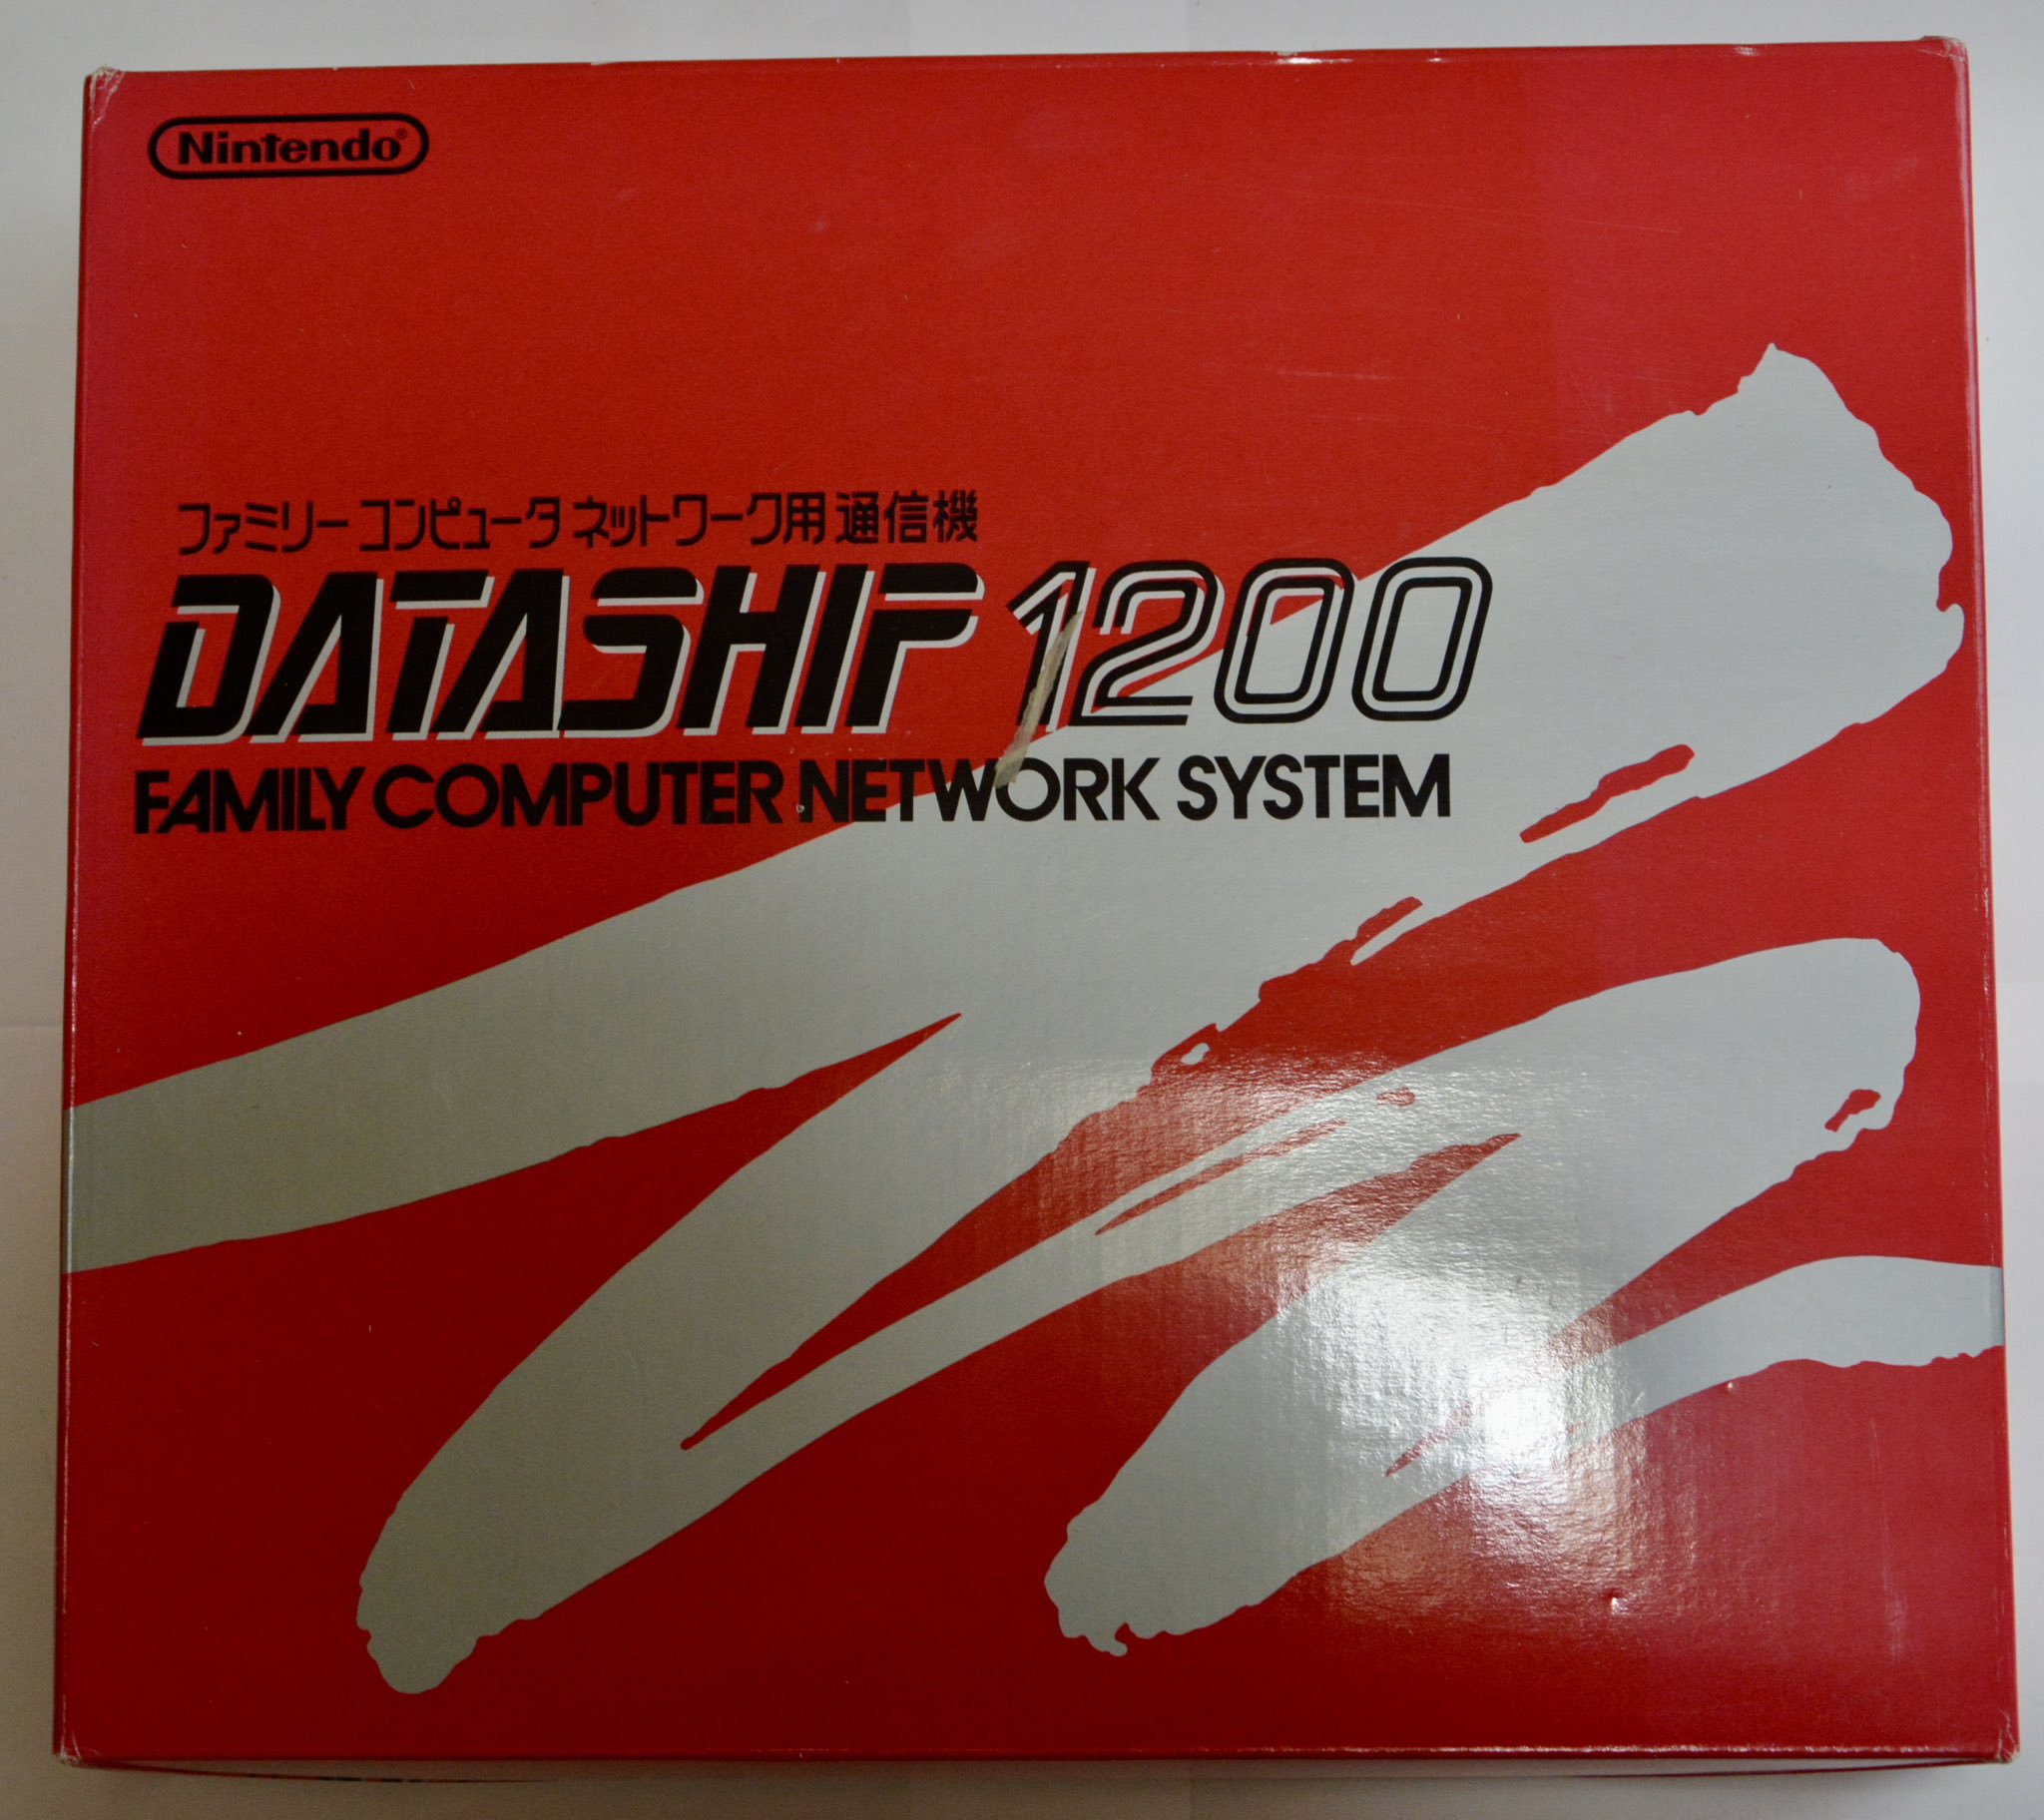 Nintendo®
ファミリーコンピュータ ネットワーク用 通信機
DATASHIP 1200
FAMILY COMPUTER NETWORK SYSTEM